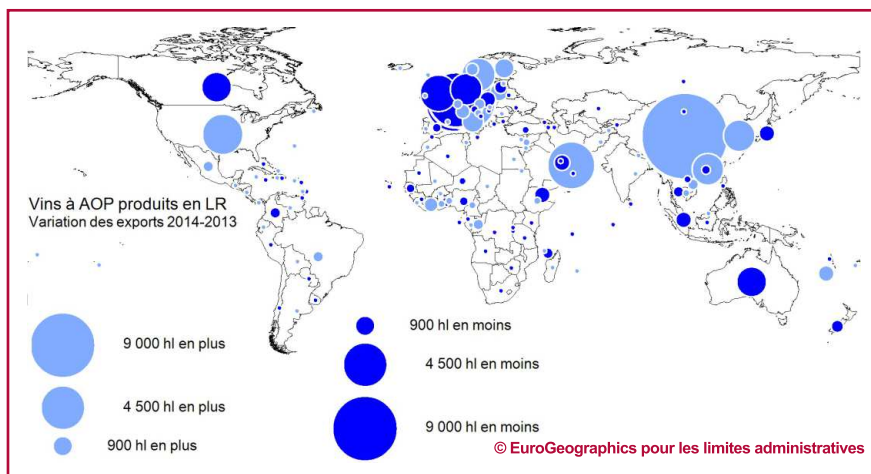 Vins à AOP produits en LR
Variation des exports 2014-2013
9 000 hl en plus
4 500 hl en plus
900 hl en plus
900 hl en moins
4 500 hl en moins
9 000 hl en moins
© EuroGeographics pour les limites administratives